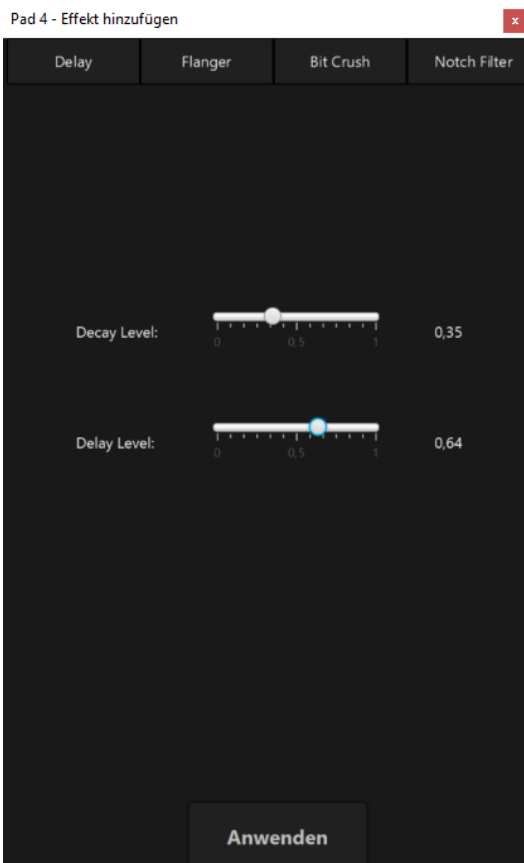 Pad 4 - Effekt hinzufügen
x
Delay Flanger Bit Crush Notch Filter
Decay Level: 0,35
0 0,5 1
Delay Level: 0,64
0 0,5 1
Anwenden